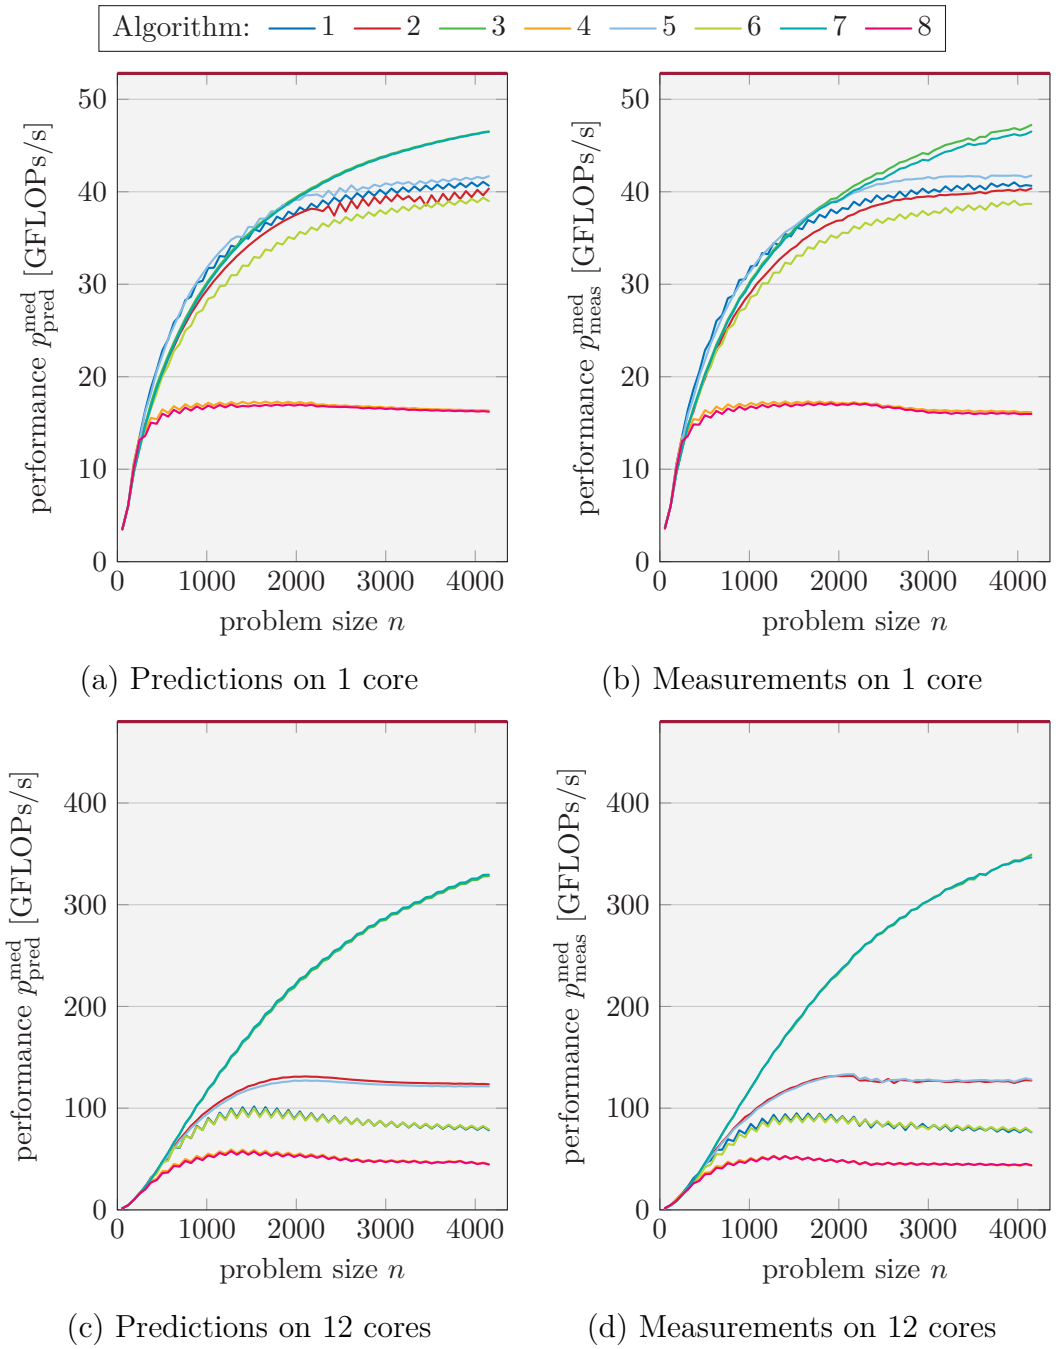 Algorithm: 1 2 3 4 5 6 7 8
performance p_pred^med [GFLOPs/s]
50
40
30
20
10
0
0 1000 2000 3000 4000
problem size n
(a) Predictions on 1 core
performance p_meas^med [GFLOPs/s]
50
40
30
20
10
0
0 1000 2000 3000 4000
problem size n
(b) Measurements on 1 core
performance p_pred^med [GFLOPs/s]
400
300
200
100
0
0 1000 2000 3000 4000
problem size n
(c) Predictions on 12 cores
performance p_meas^med [GFLOPs/s]
400
300
200
100
0
0 1000 2000 3000 4000
problem size n
(d) Measurements on 12 cores